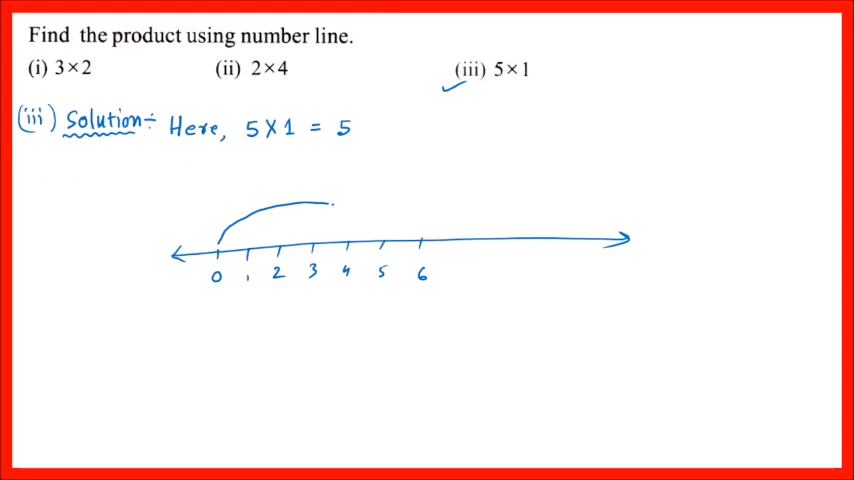 Find the product using number line.
(i) 3×2 (ii) 2×4 (iii) 5×1
(iii) Solution÷ Here, 5×1 = 5
0 1 2 3 4 5 6